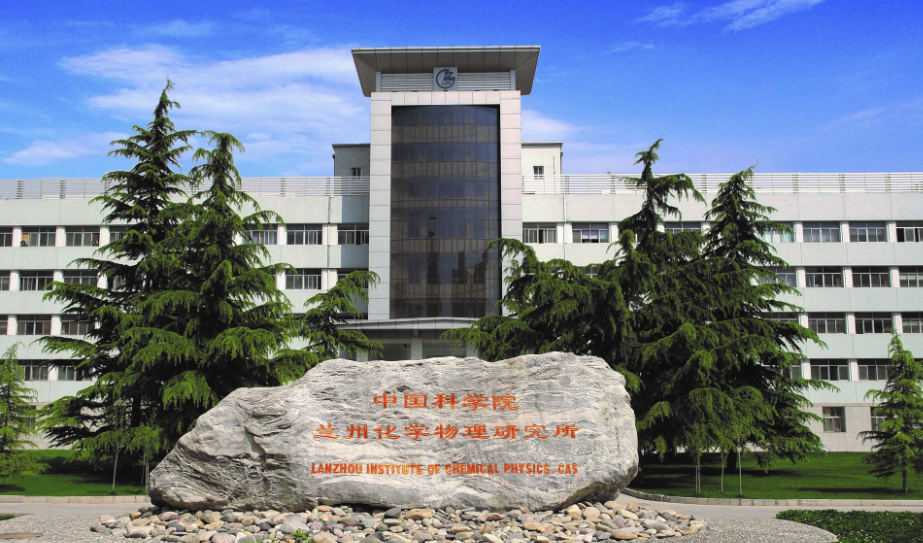 中国科学院
兰州化学物理研究所
LANZHOU INSTITUTE OF CHEMICAL PHYSICS, CAS